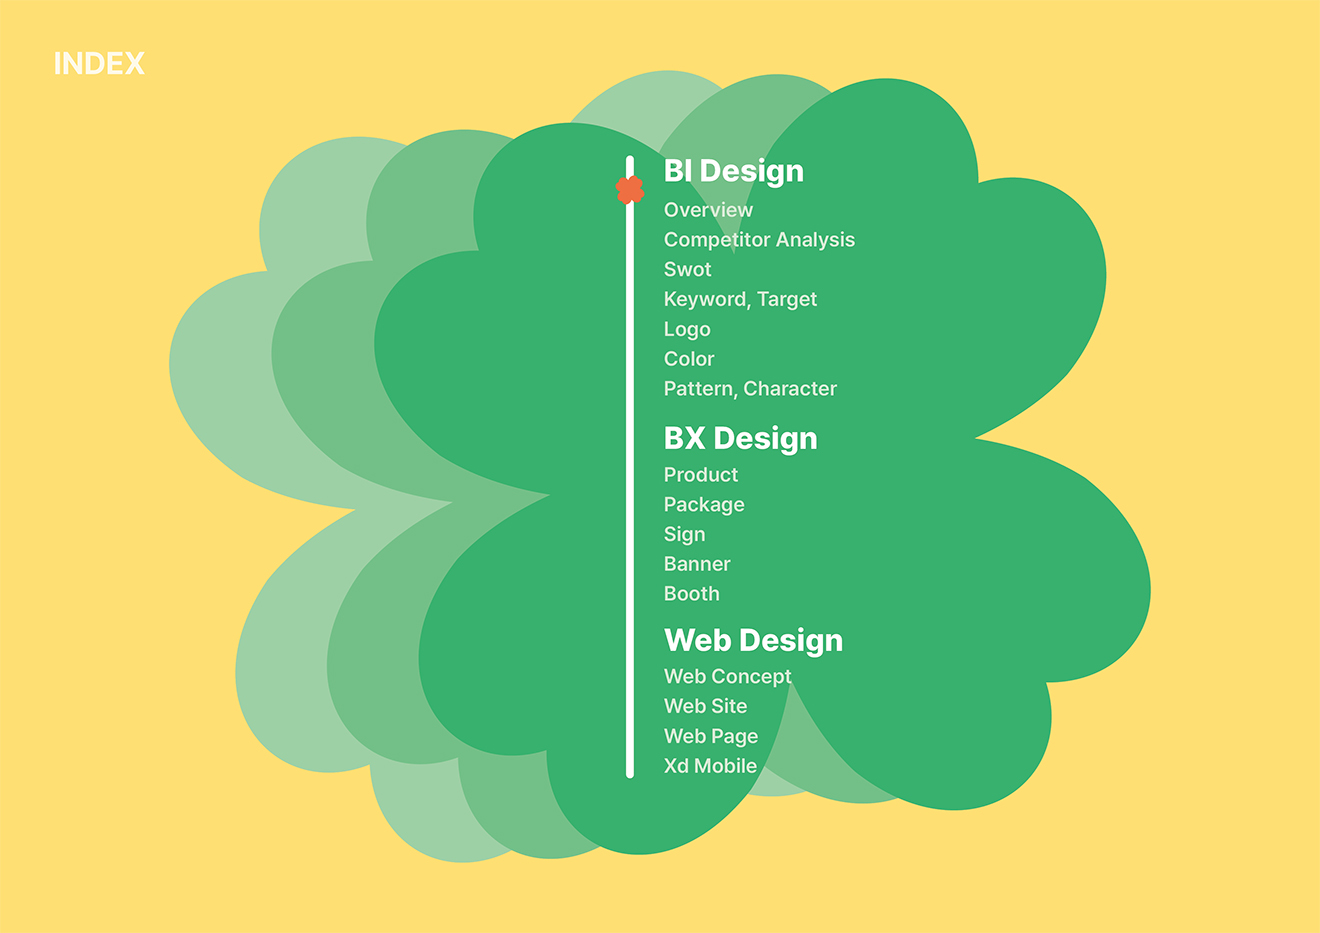 INDEX
BI Design
Overview
Competitor Analysis
Swot
Keyword, Target
Logo
Color
Pattern, Character
BX Design
Product
Package
Sign
Banner
Booth
Web Design
Web Concept
Web Site
Web Page
Xd Mobile